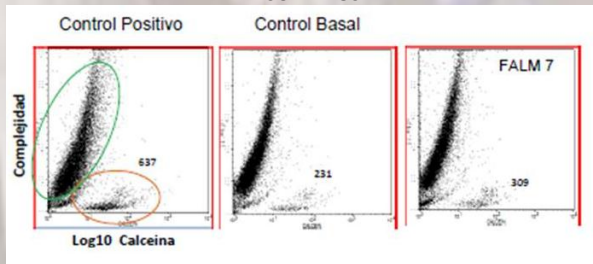 Control Positivo
Control Basal
FALM 7
Complejidad
637
231
309
Log10 Calceina